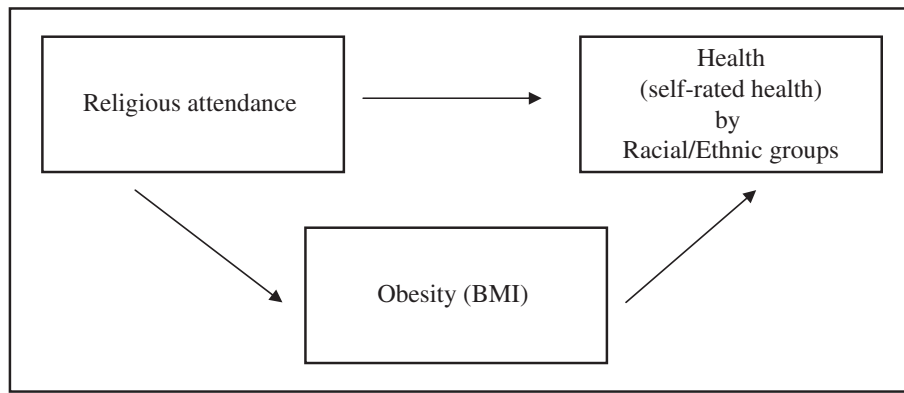 Religious attendance
Health
(self-rated health)
by
Racial/Ethnic groups
Obesity (BMI)